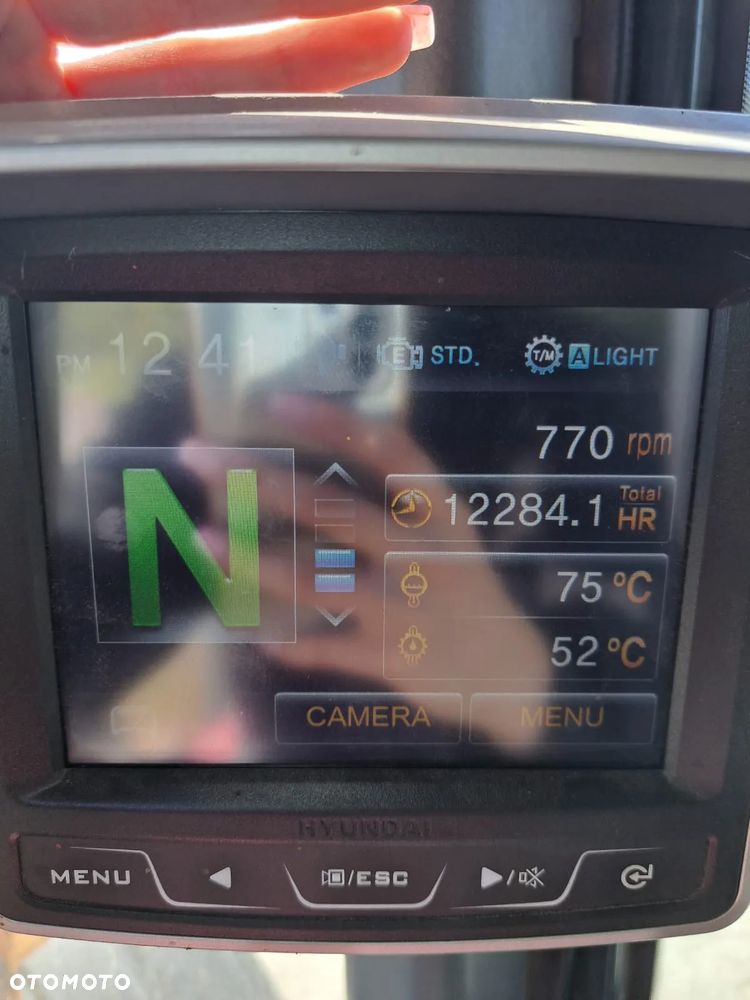 PM 12 41
E STD.
T/M A LIGHT
770 rpm
N
12284.1 Total HR
75 °C
52 °C
CAMERA
MENU
HYUNDAI
MENU
/ESC
OTOMOTO